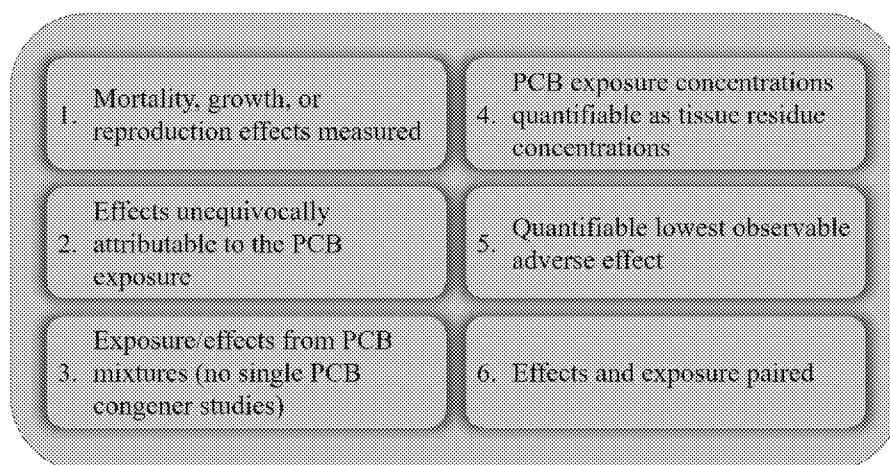 1. Mortality, growth, or
reproduction effects measured
2. Effects unequivocally
attributable to the PCB
exposure
3. Exposure/effects from PCB
mixtures (no single PCB
congener studies)
4. PCB exposure concentrations
quantifiable as tissue residue
concentrations
5. Quantifiable lowest observable
adverse effect
6. Effects and exposure paired